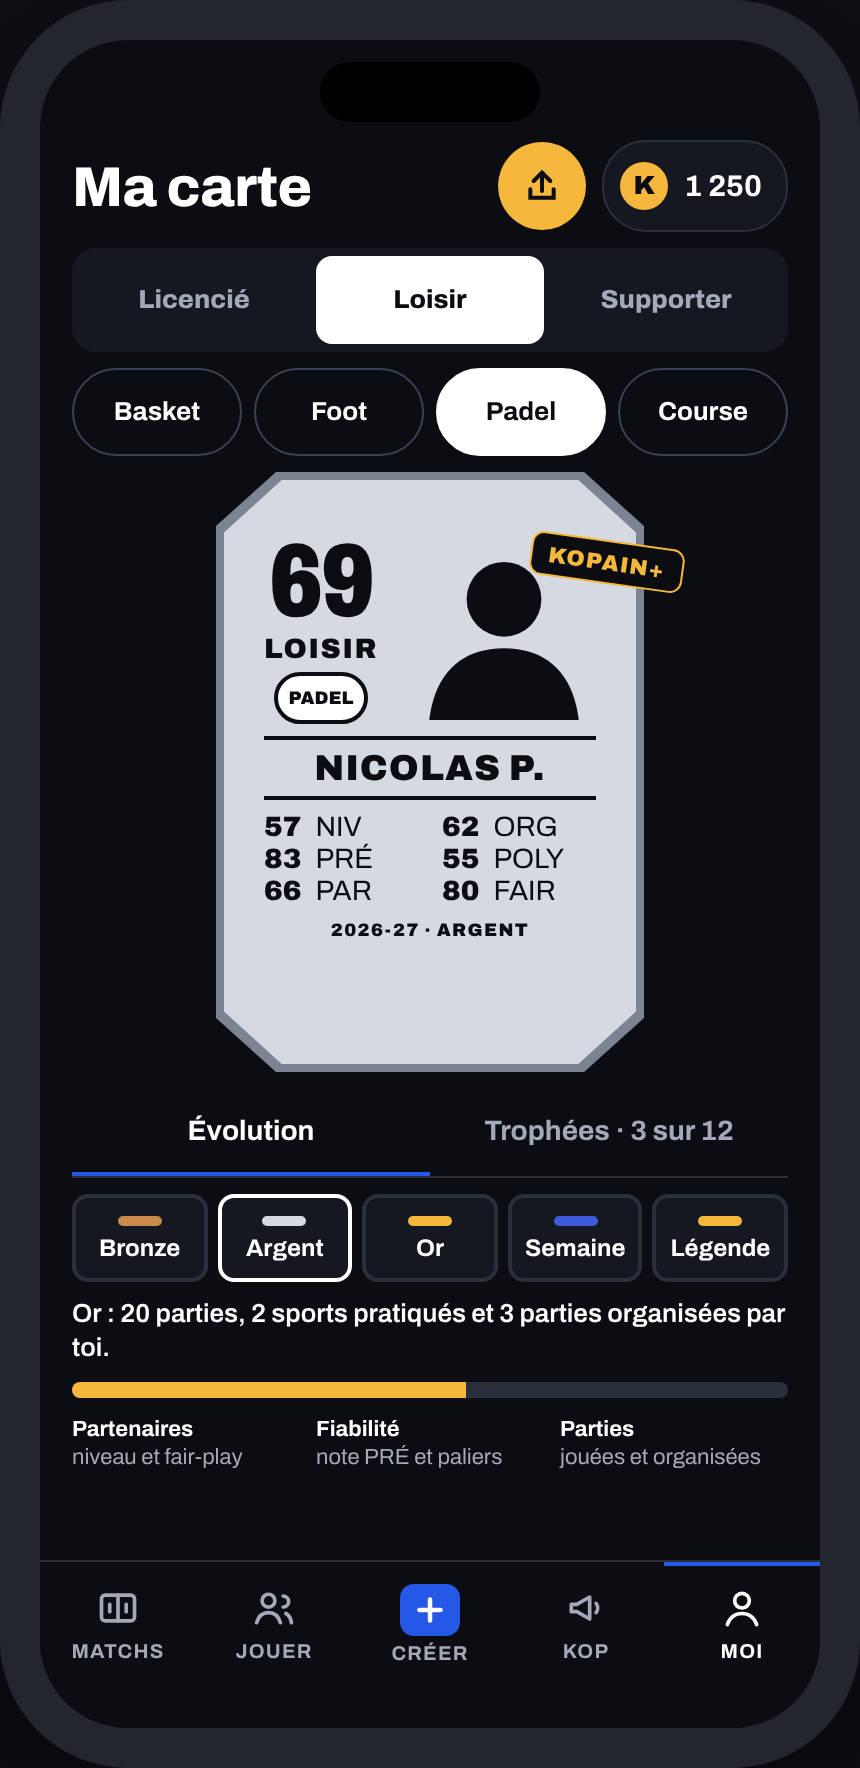 Ma carte
K 1 250
Licencié Loisir Supporter
Basket Foot Padel Course
KOPAIN+
69
LOISIR
PADEL
NICOLAS P.
57 NIV 62 ORG
83 PRÉ 55 POLY
66 PAR 80 FAIR
2026-27 · ARGENT
Évolution Trophées · 3 sur 12
Bronze Argent Or Semaine Légende
Or : 20 parties, 2 sports pratiqués et 3 parties organisées par
toi.
Partenaires Fiabilité Parties
niveau et fair-play note PRÉ et paliers jouées et organisées
MATCHS JOUER CRÉER KOP MOI